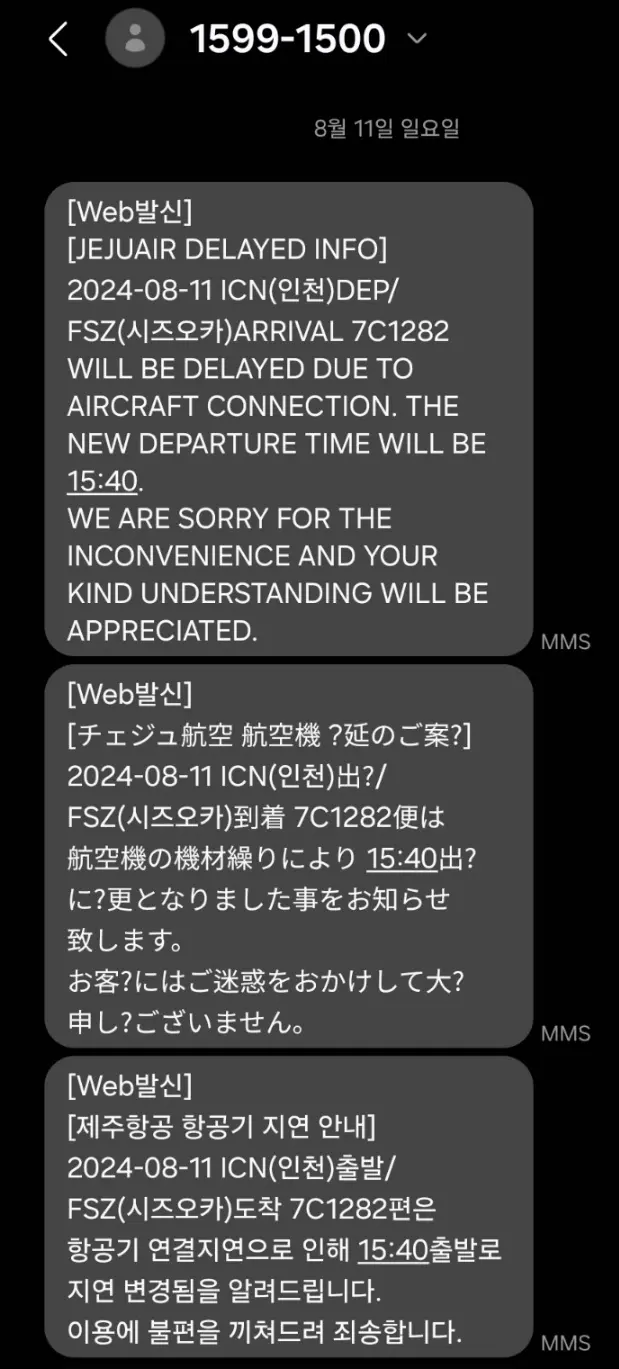 1599-1500
8월 11일 일요일
[Web발신]
[JEJUAIR DELAYED INFO]
2024-08-11 ICN(인천)DEP/
FSZ(시즈오카)ARRIVAL 7C1282
WILL BE DELAYED DUE TO
AIRCRAFT CONNECTION. THE
NEW DEPARTURE TIME WILL BE
15:40.
WE ARE SORRY FOR THE
INCONVENIENCE AND YOUR
KIND UNDERSTANDING WILL BE
APPRECIATED.
MMS
[Web발신]
[チェジュ航空 航空機 ?延のご案?]
2024-08-11 ICN(인천)出?/
FSZ(시즈오카)到着 7C1282便は
航空機の機材繰りにより 15:40出?
に?更となりました事をお知らせ
致します。
お客?にはご迷惑をおかけして大?
申し?ございません。
MMS
[Web발신]
[제주항공 항공기 지연 안내]
2024-08-11 ICN(인천)출발/
FSZ(시즈오카)도착 7C1282편은
항공기 연결지연으로 인해 15:40출발로
지연 변경됨을 알려드립니다.
이용에 불편을 끼쳐드려 죄송합니다.
MMS